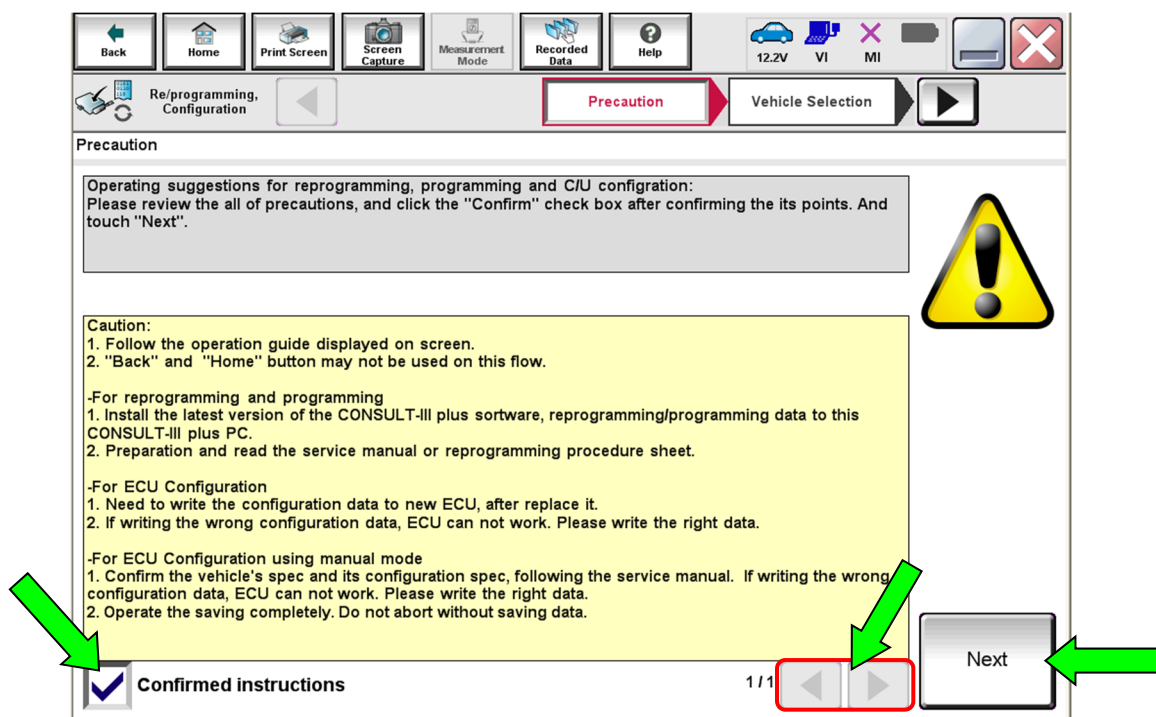 Back
Home
Print Screen
Screen
Capture
Measurement
Mode
Recorded
Data
Help
12.2V
VI
MI
Re/programming,
Configuration
Precaution
Vehicle Selection
Precaution
Operating suggestions for reprogramming, programming and C/U configration:
Please review the all of precautions, and click the "Confirm" check box after confirming the its points. And
touch "Next".
Caution:
1. Follow the operation guide displayed on screen.
2. "Back" and "Home" button may not be used on this flow.
-For reprogramming and programming
1. Install the latest version of the CONSULT-III plus sortware, reprogramming/programming data to this
CONSULT-III plus PC.
2. Preparation and read the service manual or reprogramming procedure sheet.
-For ECU Configuration
1. Need to write the configuration data to new ECU, after replace it.
2. If writing the wrong configuration data, ECU can not work. Please write the right data.
-For ECU Configuration using manual mode
1. Confirm the vehicle's spec and its configuration spec, following the service manual. If writing the wrong
configuration data, ECU can not work. Please write the right data.
2. Operate the saving completely. Do not abort without saving data.
Confirmed instructions
1/1
Next